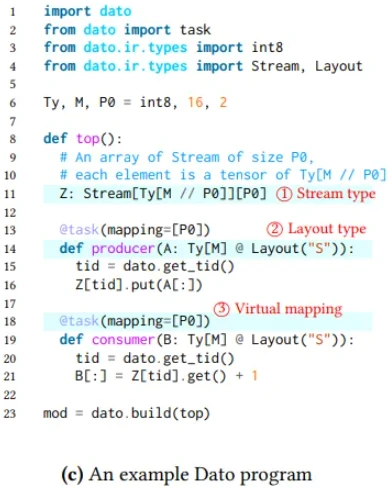 1 import dato
2 from dato import task
3 from dato.ir.types import int8
4 from dato.ir.types import Stream, Layout
5
6 Ty, M, P0 = int8, 16, 2
7
8 def top():
9 # An array of Stream of size P0,
10 # each element is a tensor of Ty[M // P0]
11 Z: Stream[Ty[M // P0]][P0] ① Stream type
12
13 @task(mapping=[P0]) ② Layout type
14 def producer(A: Ty[M] @ Layout("S")):
15 tid = dato.get_tid()
16 Z[tid].put(A[:])
17 ③ Virtual mapping
18 @task(mapping=[P0])
19 def consumer(B: Ty[M] @ Layout("S")):
20 tid = dato.get_tid()
21 B[:] = Z[tid].get() + 1
22
23 mod = dato.build(top)
(c) An example Dato program